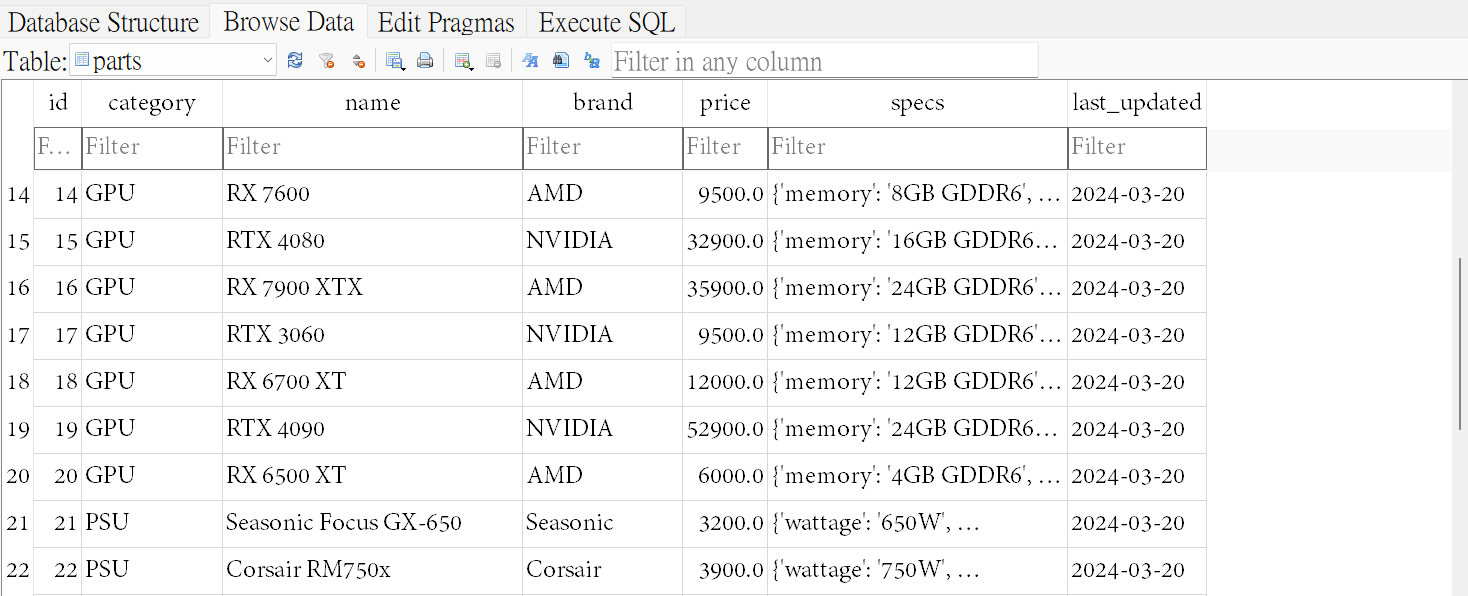 Database Structure Browse Data Edit Pragmas Execute SQL
Table: parts Filter in any column
id category name brand price specs last_updated
F... Filter Filter Filter Filter Filter Filter
14 14 GPU RX 7600 AMD 9500.0 {'memory': '8GB GDDR6', ... 2024-03-20
15 15 GPU RTX 4080 NVIDIA 32900.0 {'memory': '16GB GDDR6... 2024-03-20
16 16 GPU RX 7900 XTX AMD 35900.0 {'memory': '24GB GDDR6'... 2024-03-20
17 17 GPU RTX 3060 NVIDIA 9500.0 {'memory': '12GB GDDR6'... 2024-03-20
18 18 GPU RX 6700 XT AMD 12000.0 {'memory': '12GB GDDR6'... 2024-03-20
19 19 GPU RTX 4090 NVIDIA 52900.0 {'memory': '24GB GDDR6... 2024-03-20
20 20 GPU RX 6500 XT AMD 6000.0 {'memory': '4GB GDDR6', ... 2024-03-20
21 21 PSU Seasonic Focus GX-650 Seasonic 3200.0 {'wattage': '650W', ... 2024-03-20
22 22 PSU Corsair RM750x Corsair 3900.0 {'wattage': '750W', ... 2024-03-20